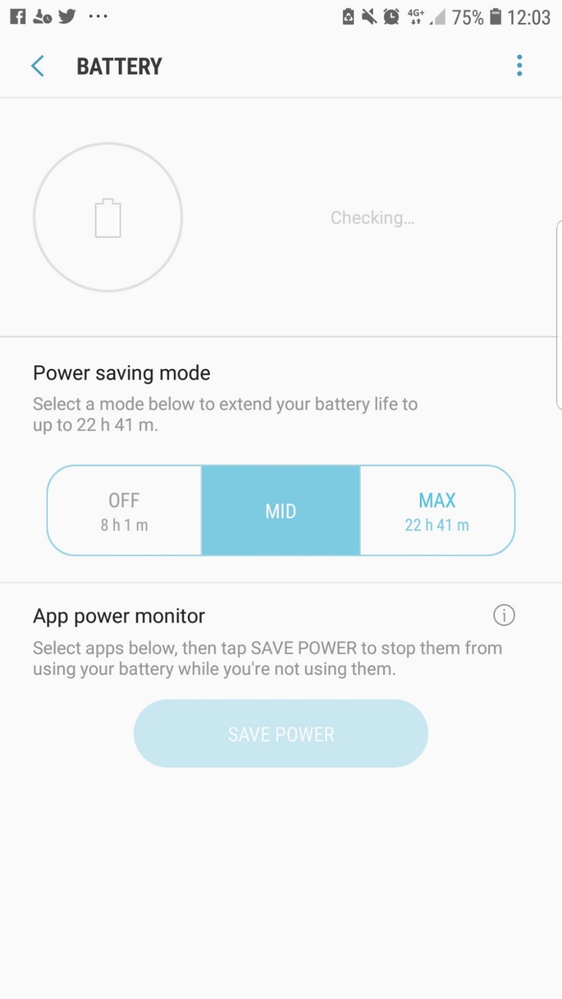 4G+ 75% 12:03
BATTERY
Checking...
Power saving mode
Select a mode below to extend your battery life to
up to 22 h 41 m.
OFF
8 h 1 m
MID
MAX
22 h 41 m
App power monitor
Select apps below, then tap SAVE POWER to stop them from
using your battery while you're not using them.
SAVE POWER